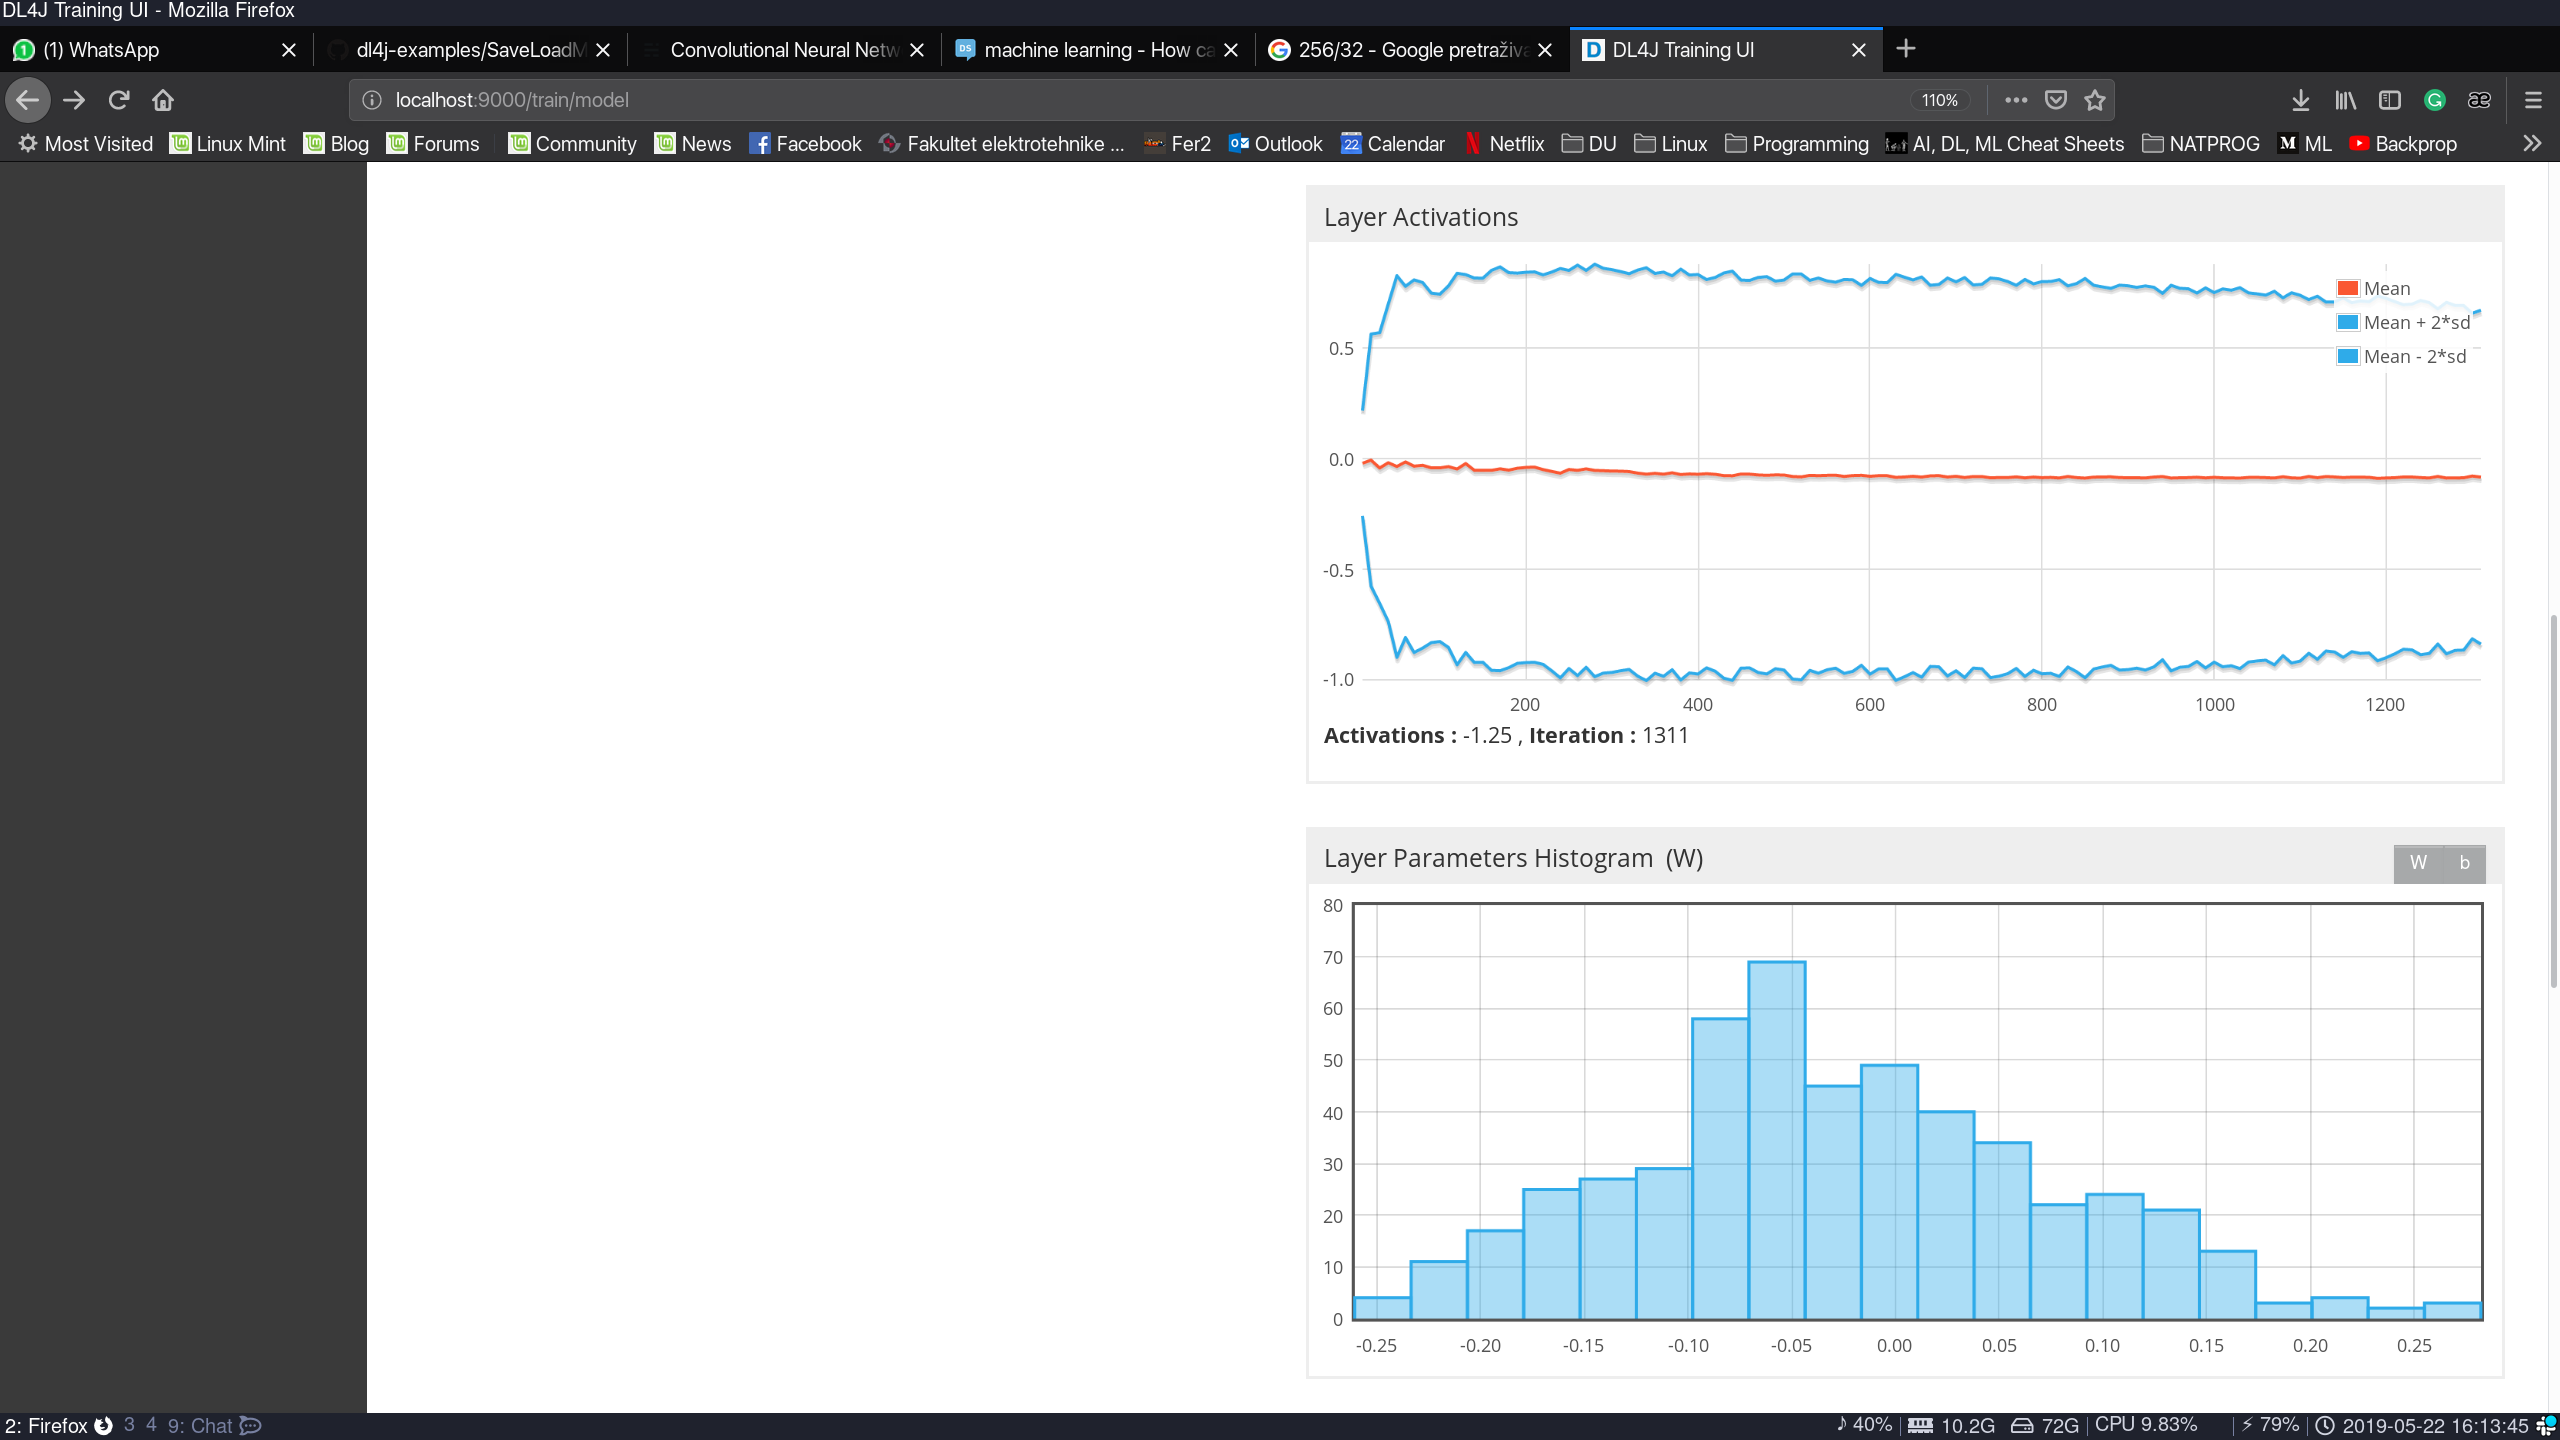 DL4J Training UI - Mozilla Firefox
(1) WhatsApp
dl4j-examples/SaveLoadM
Convolutional Neural Netw
machine learning - How ca
256/32 - Google pretraživa
DL4J Training UI
localhost:9000/train/model
110%
Most Visited
Linux Mint
Blog
Forums
Community
News
Facebook
Fakultet elektrotehnike ...
Fer2
Outlook
22 Calendar
Netflix
DU
Linux
Programming
AI, DL, ML Cheat Sheets
NATPROG
M ML
Backprop
Layer Activations
Mean
Mean + 2*sd
Mean - 2*sd
0.5
0.0
-0.5
-1.0
200 400 600 800 1000 1200
Activations : -1.25 , Iteration : 1311
Layer Parameters Histogram (W)
W b
80
70
60
50
40
30
20
10
0
-0.25 -0.20 -0.15 -0.10 -0.05 0.00 0.05 0.10 0.15 0.20 0.25
2: Firefox 3 4 9: Chat
40% | 10.2G 72G | CPU 9.83% | 79% | 2019-05-22 16:13:45